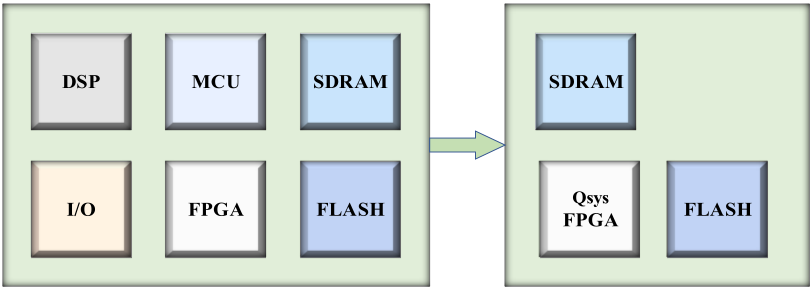 DSP
MCU
SDRAM
I/O
FPGA
FLASH
SDRAM
Qsys
FPGA
FLASH